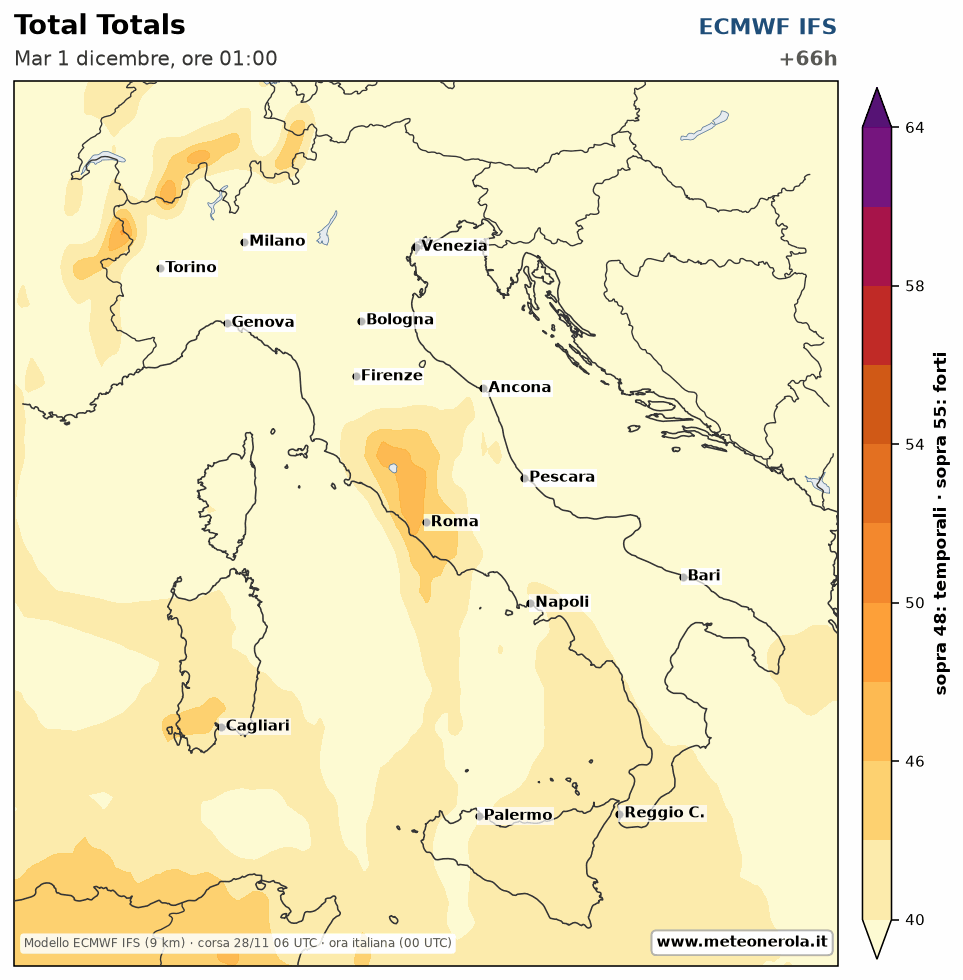 Total Totals
ECMWF IFS
Mar 1 dicembre, ore 01:00
+66h
Milano
Venezia
Torino
Genova
Bologna
Firenze
Ancona
Pescara
Roma
Bari
Napoli
Cagliari
Palermo
Reggio C.
64
58
54
50
46
40
sopra 48: temporali · sopra 55: forti
Modello ECMWF IFS (9 km) · corsa 28/11 06 UTC · ora italiana (00 UTC)
www.meteonerola.it